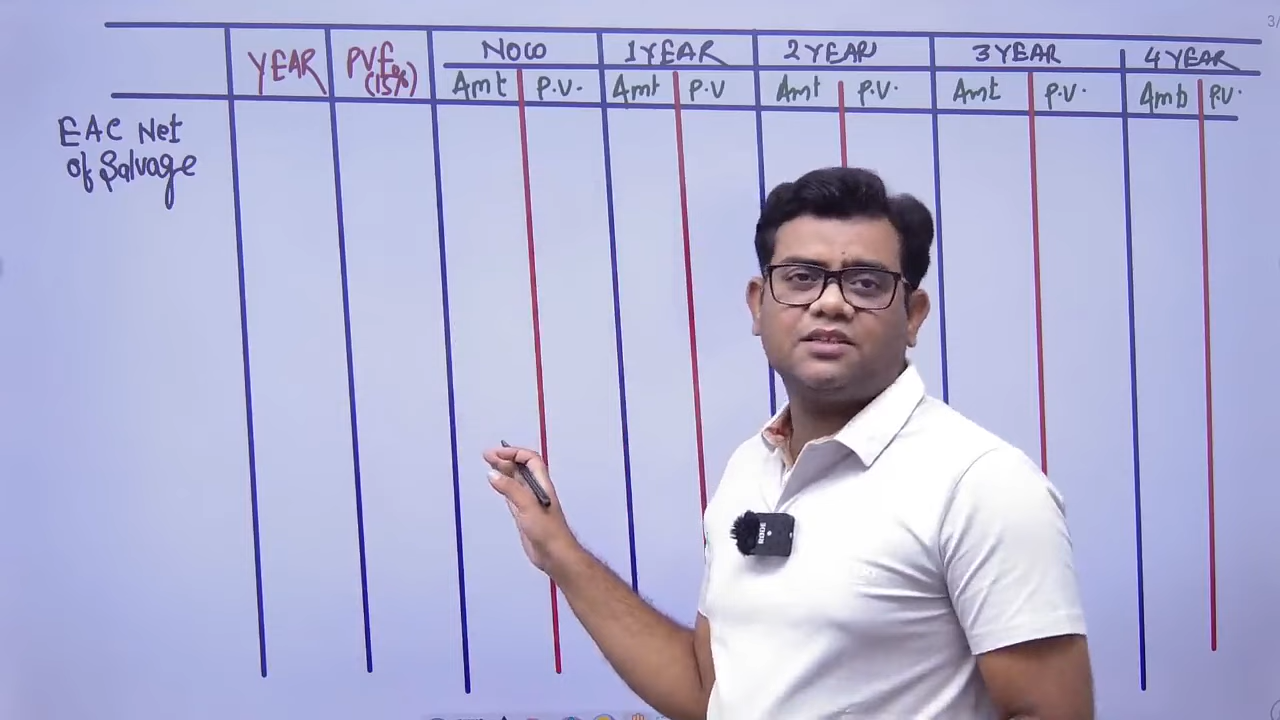 YEAR PVF NOW 1 YEAR 2 YEAR 3 YEAR 4 YEAR
(15%)
Amt P.V. Amt P.V Amt P.V. Amt P.V. Amt P.V.
EAC Net
of Salvage
RODE